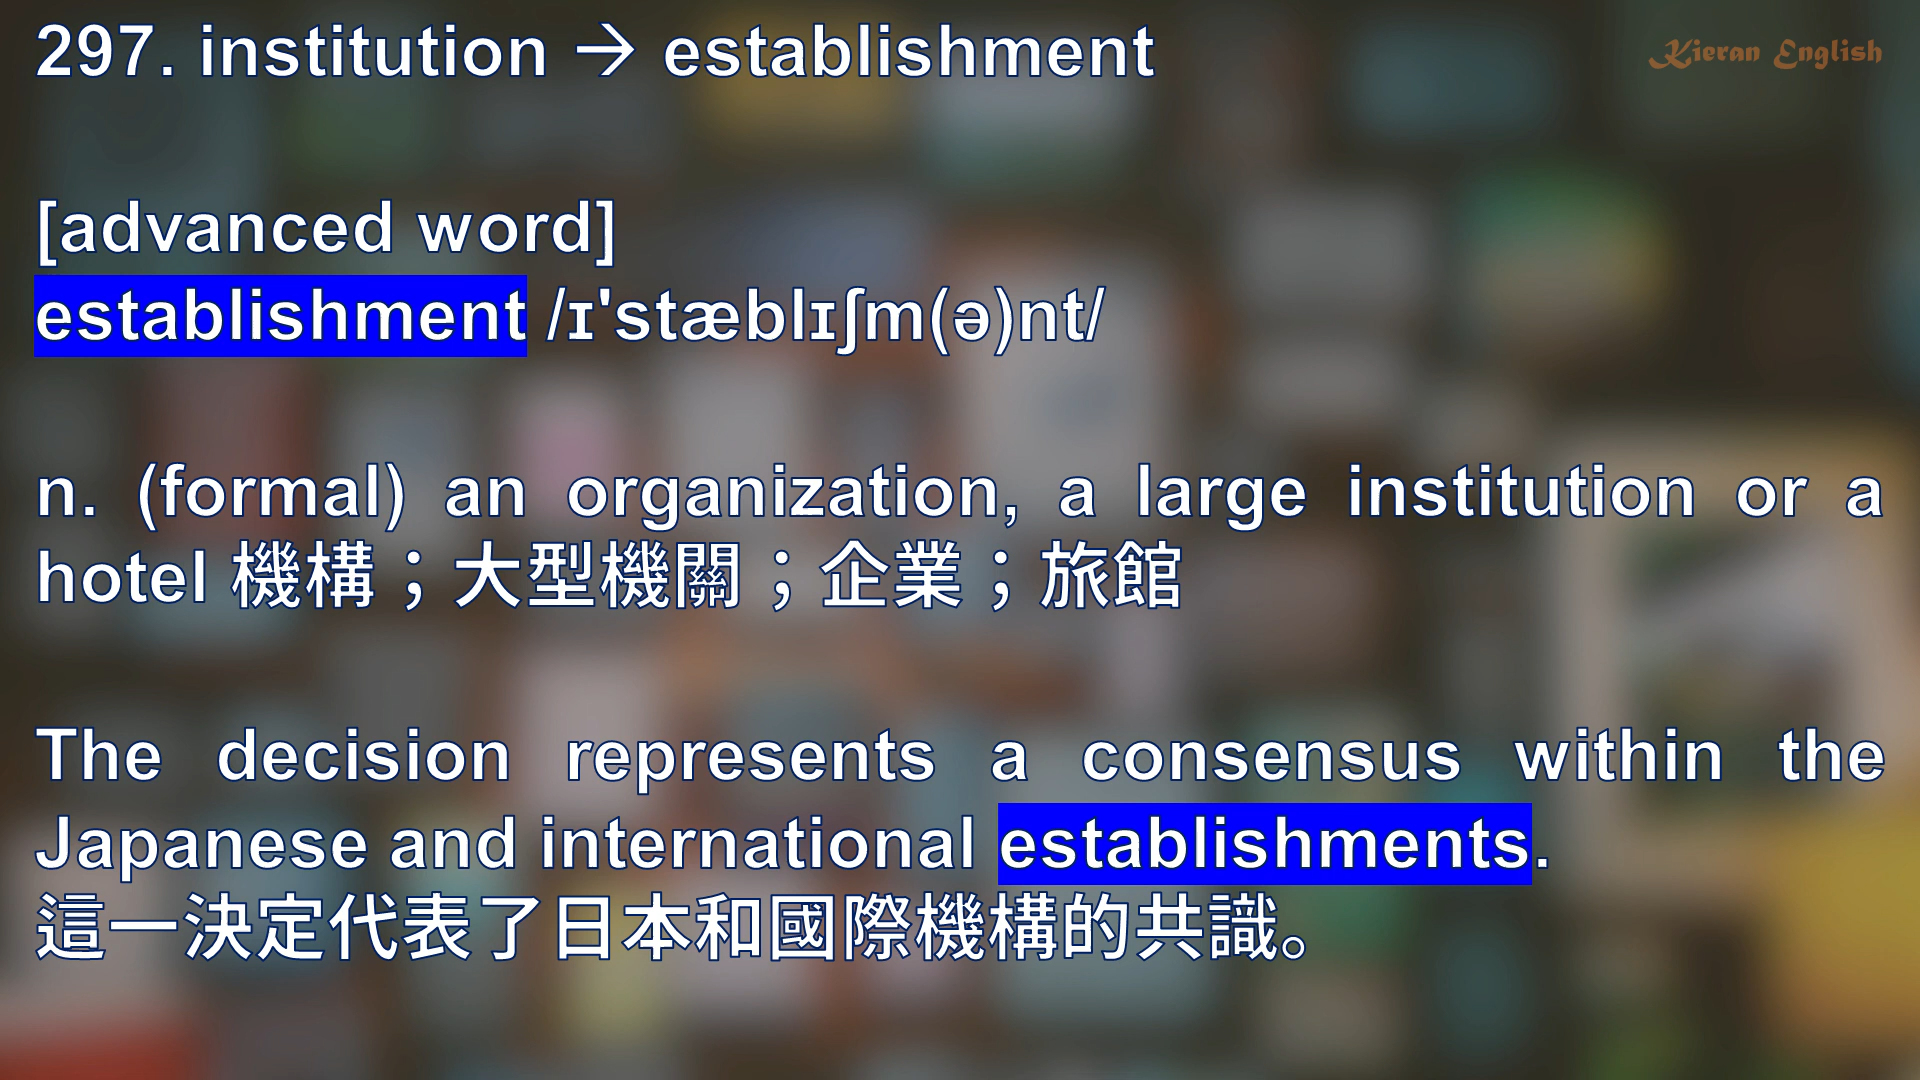 297. institution → establishment
Kieran English
[advanced word]
establishment /ɪ'stæblɪʃm(ə)nt/
n. (formal) an organization, a large institution or a
hotel 機構；大型機關；企業；旅館
The decision represents a consensus within the
Japanese and international establishments.
這一決定代表了日本和國際機構的共識。